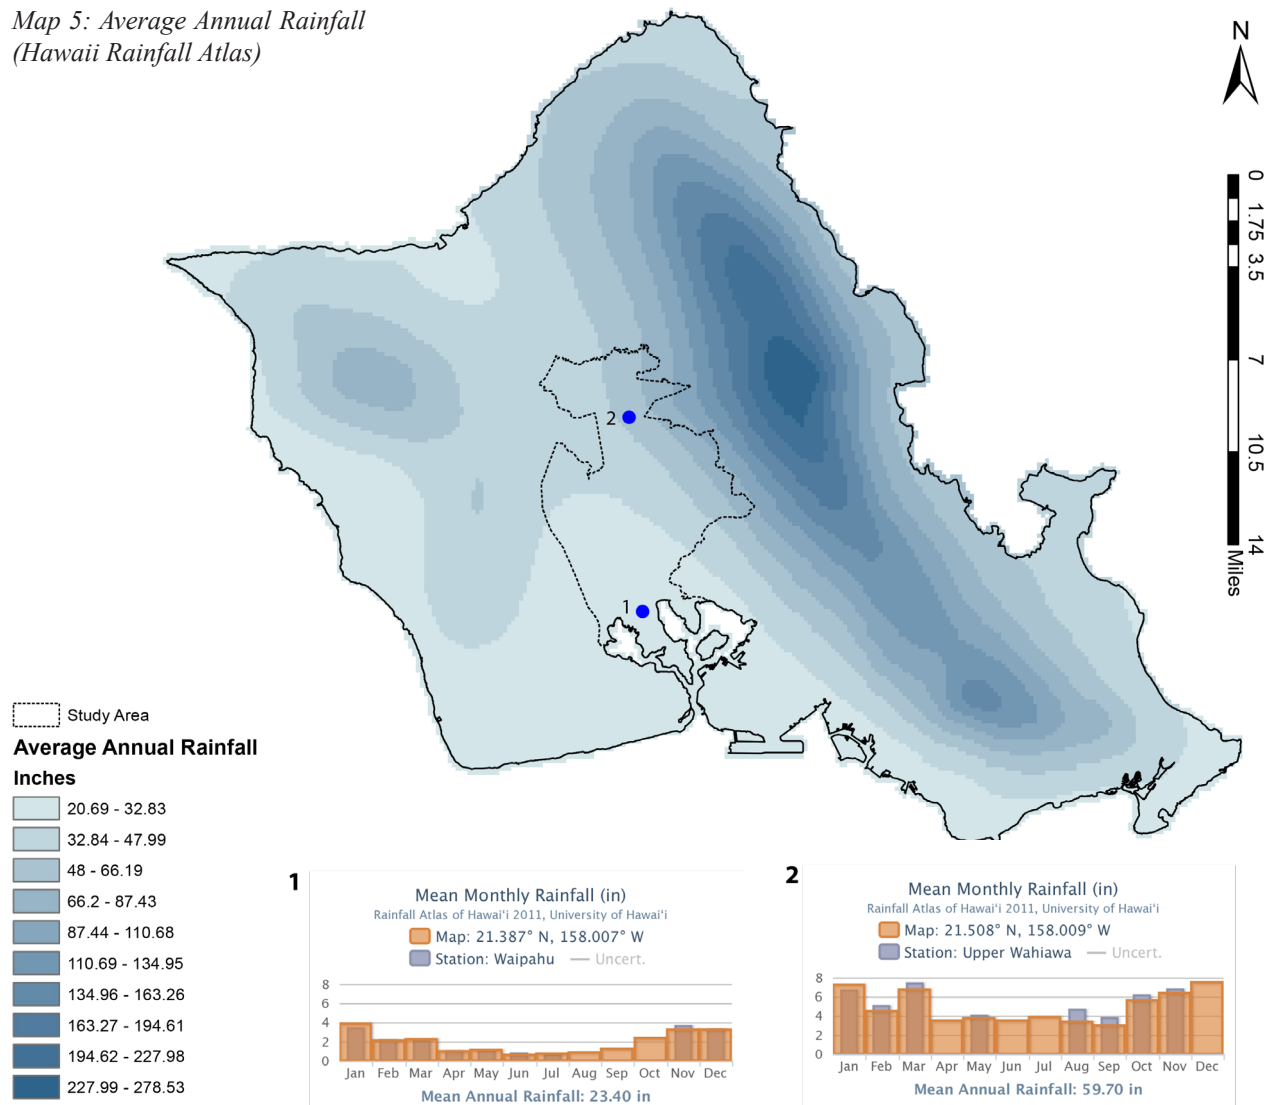 Map 5: Average Annual Rainfall
(Hawaii Rainfall Atlas)
N
0
1.75
3.5
7
10.5
14
Miles
2
1
Study Area
Average Annual Rainfall
Inches
20.69 - 32.83
32.84 - 47.99
48 - 66.19
66.2 - 87.43
87.44 - 110.68
110.69 - 134.95
134.96 - 163.26
163.27 - 194.61
194.62 - 227.98
227.99 - 278.53
1
Mean Monthly Rainfall (in)
Rainfall Atlas of Hawai‘i 2011, University of Hawai‘i
Map: 21.387° N, 158.007° W
Station: Waipahu — Uncert.
8
6
4
2
0
Jan Feb Mar Apr May Jun Jul Aug Sep Oct Nov Dec
Mean Annual Rainfall: 23.40 in
2
Mean Monthly Rainfall (in)
Rainfall Atlas of Hawai‘i 2011, University of Hawai‘i
Map: 21.508° N, 158.009° W
Station: Upper Wahiawa — Uncert.
8
6
4
2
0
Jan Feb Mar Apr May Jun Jul Aug Sep Oct Nov Dec
Mean Annual Rainfall: 59.70 in